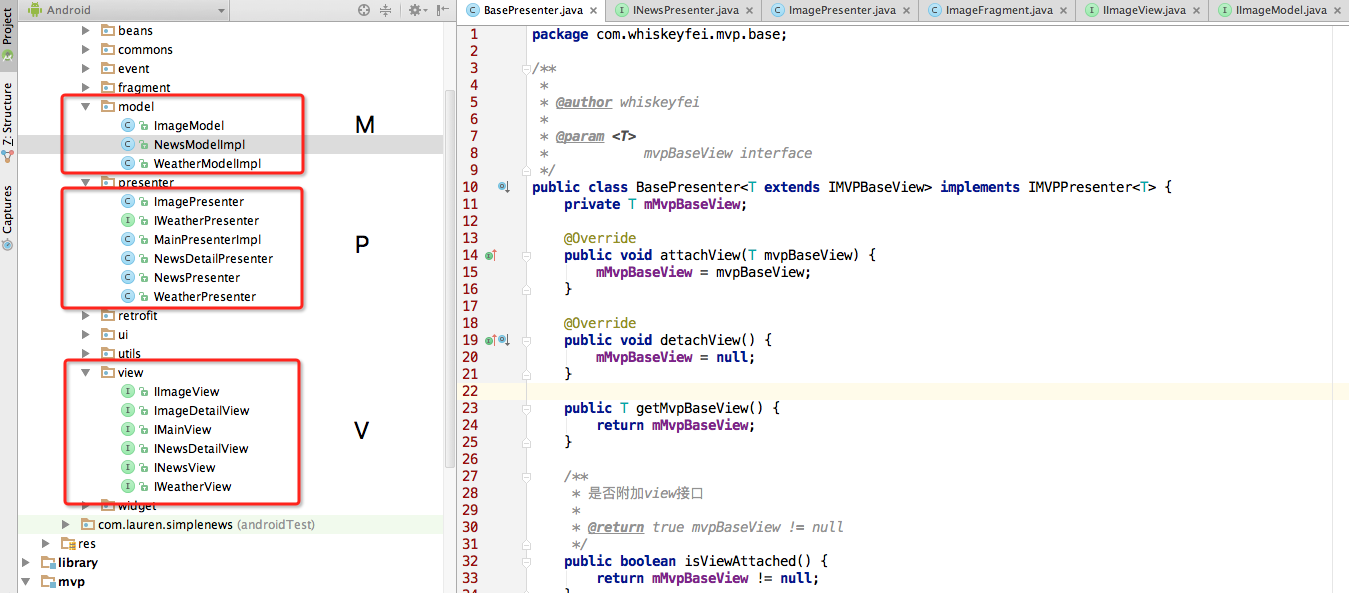 Project
Z: Structure
Captures
Android
beans
commons
event
fragment
model
ImageModel
NewsModelImpl
WeatherModelImpl
M
presenter
ImagePresenter
IWeatherPresenter
MainPresenterImpl
NewsDetailPresenter
NewsPresenter
WeatherPresenter
P
retrofit
ui
utils
view
IImageView
ImageDetailView
IMainView
INewsDetailView
INewsView
IWeatherView
V
widget
com.lauren.simplenews (androidTest)
res
library
mvp
BasePresenter.java INewsPresenter.java ImagePresenter.java ImageFragment.java IImageView.java IImageModel.java
1 package com.whiskeyfei.mvp.base;
2
3 /**
4 *
5 * @author whiskeyfei
6 *
7 * @param <T>
8 * mvpBaseView interface
9 */
10 public class BasePresenter<T extends IMVPBaseView> implements IMVPPresenter<T> {
11 private T mMvpBaseView;
12
13 @Override
14 public void attachView(T mvpBaseView) {
15 mMvpBaseView = mvpBaseView;
16 }
17
18 @Override
19 public void detachView() {
20 mMvpBaseView = null;
21 }
22
23 public T getMvpBaseView() {
24 return mMvpBaseView;
25 }
26
27 /**
28 * 是否附加view接口
29 *
30 * @return true mvpBaseView != null
31 */
32 public boolean isViewAttached() {
33 return mMvpBaseView != null;